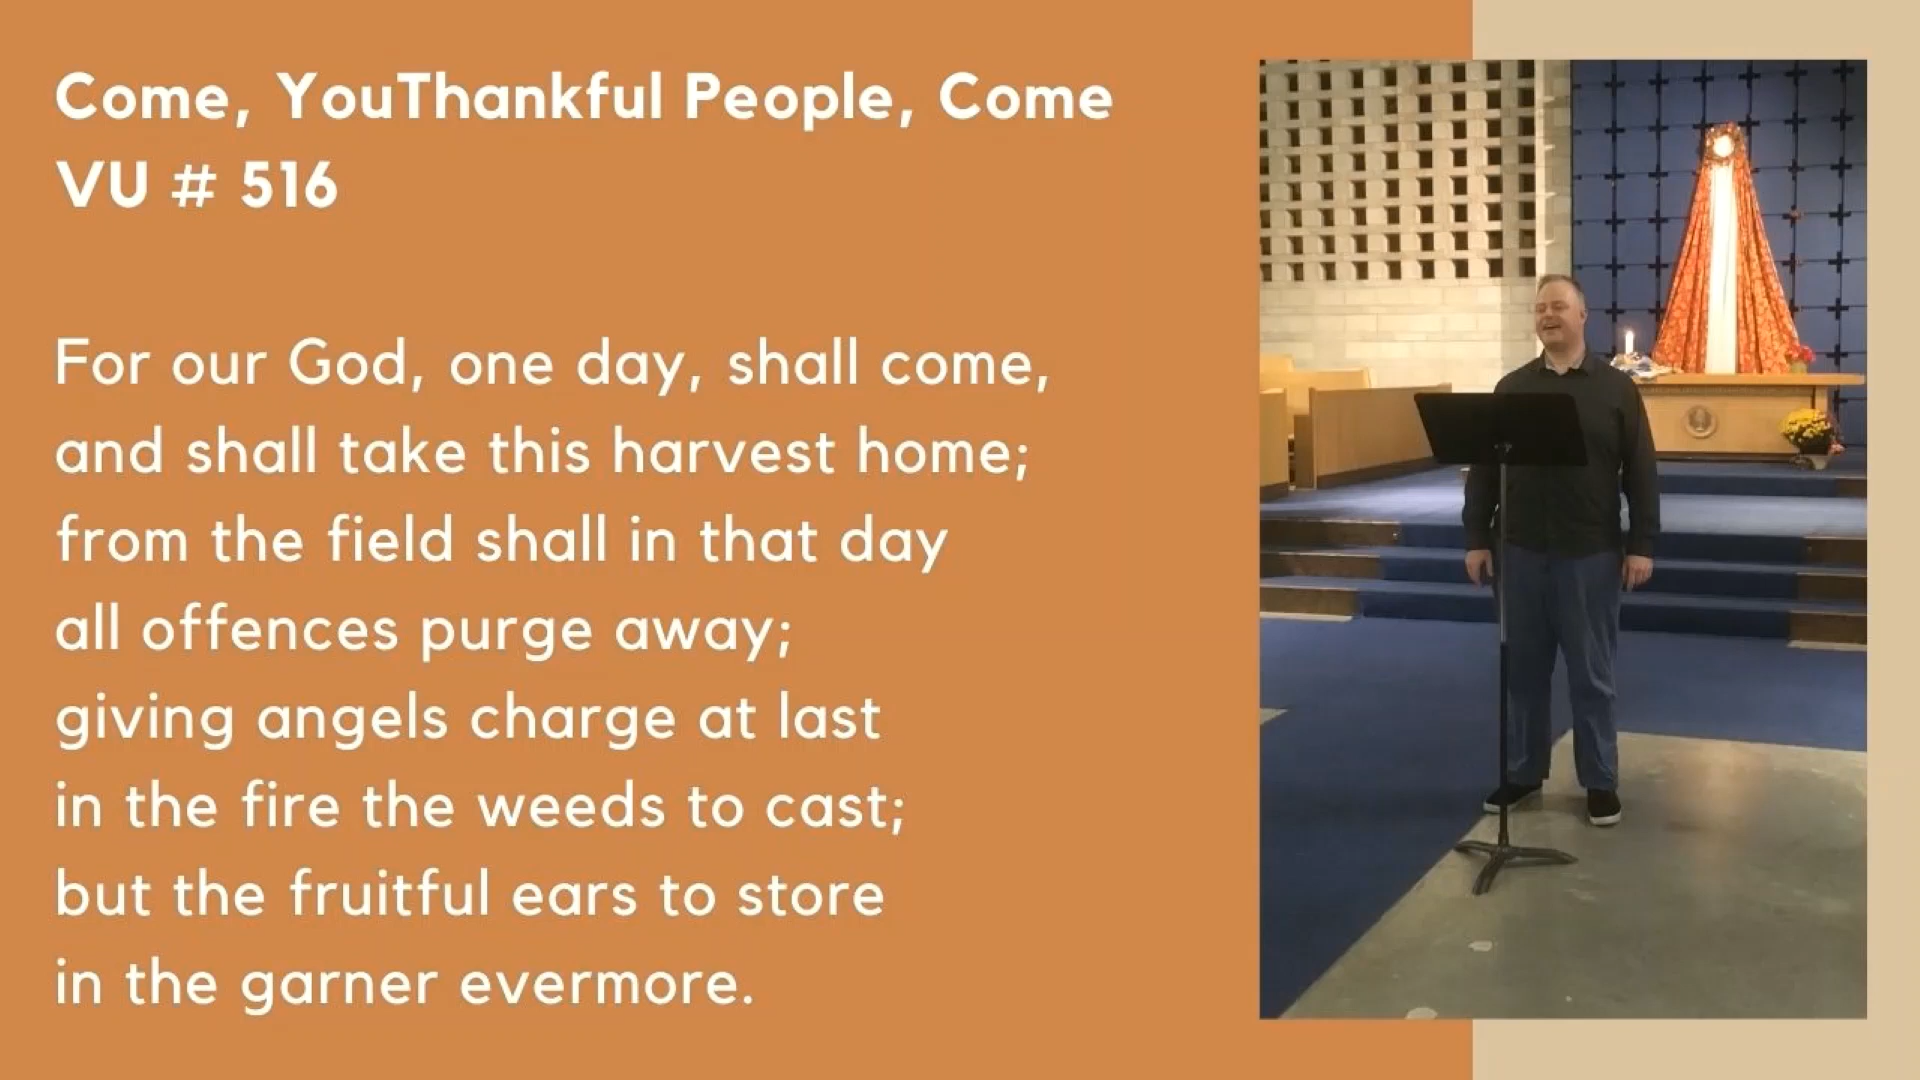 Come, YouThankful People, Come
VU # 516
For our God, one day, shall come,
and shall take this harvest home;
from the field shall in that day
all offences purge away;
giving angels charge at last
in the fire the weeds to cast;
but the fruitful ears to store
in the garner evermore.